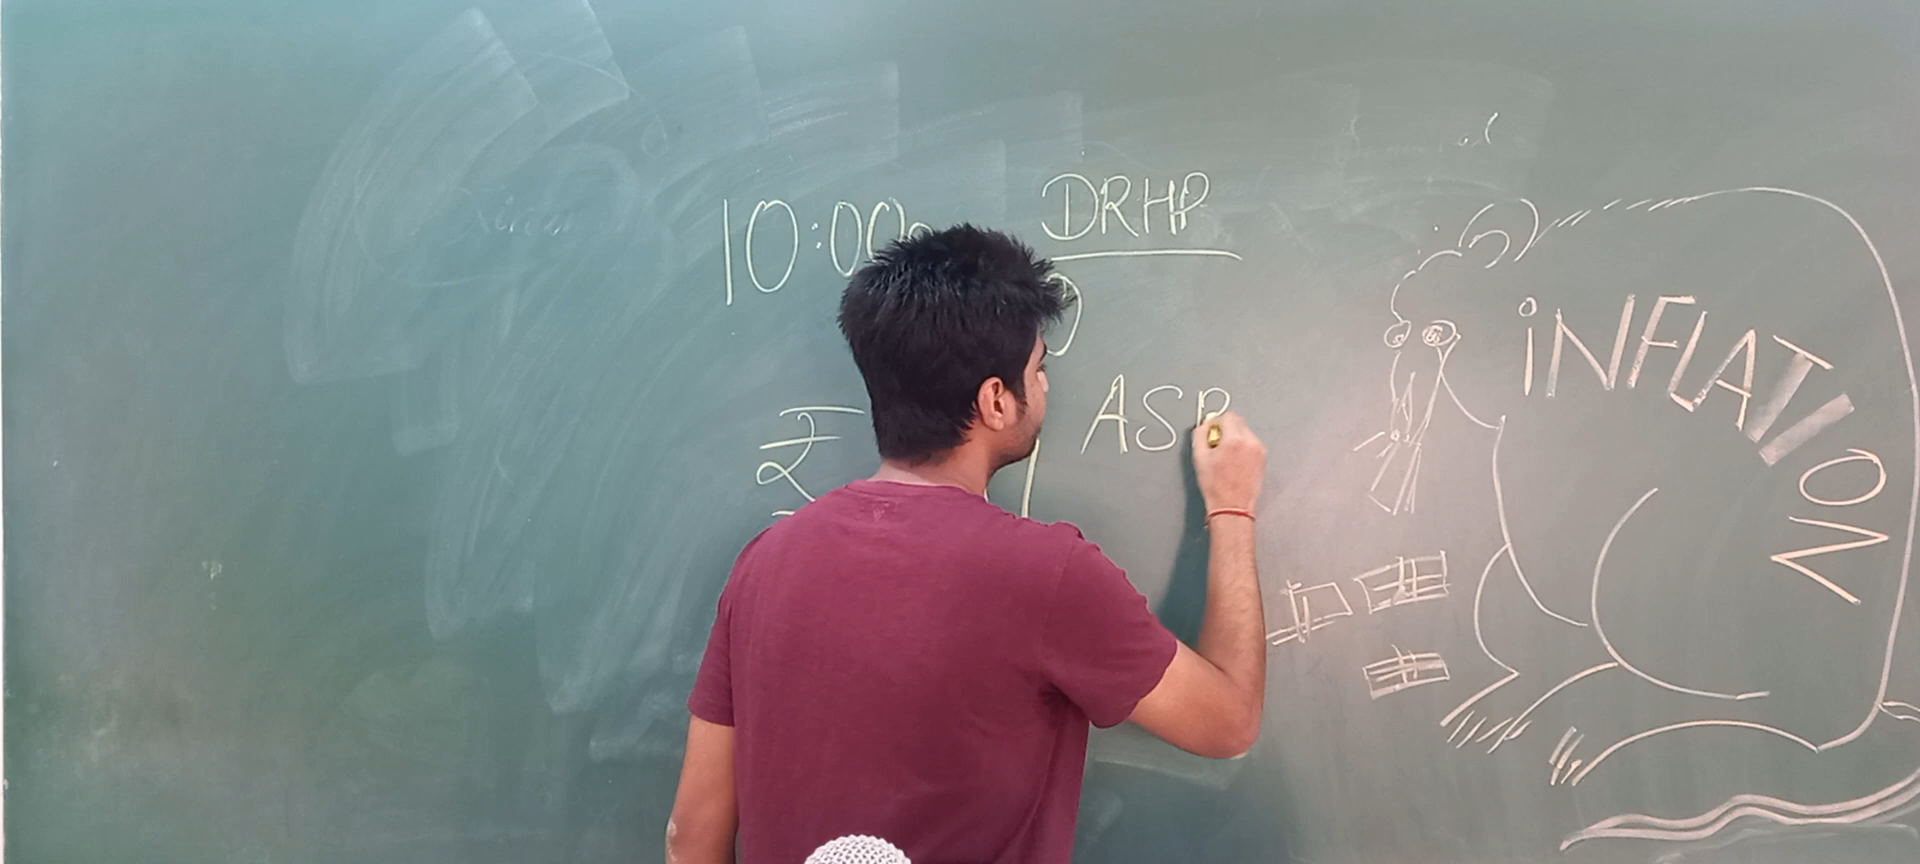 10:00
DRHP
₹
ASB
INFLATION